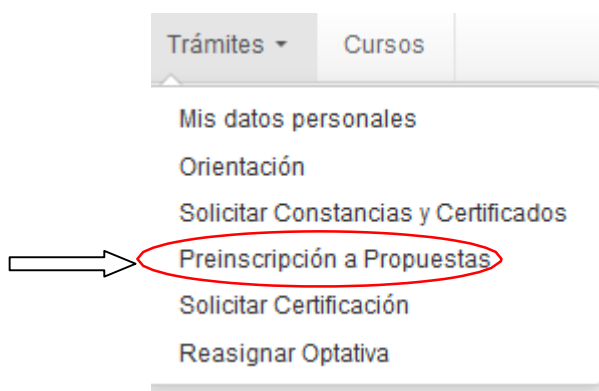 Trámites Cursos
Mis datos personales
Orientación
Solicitar Constancias y Certificados
Preinscripción a Propuestas
Solicitar Certificación
Reasignar Optativa